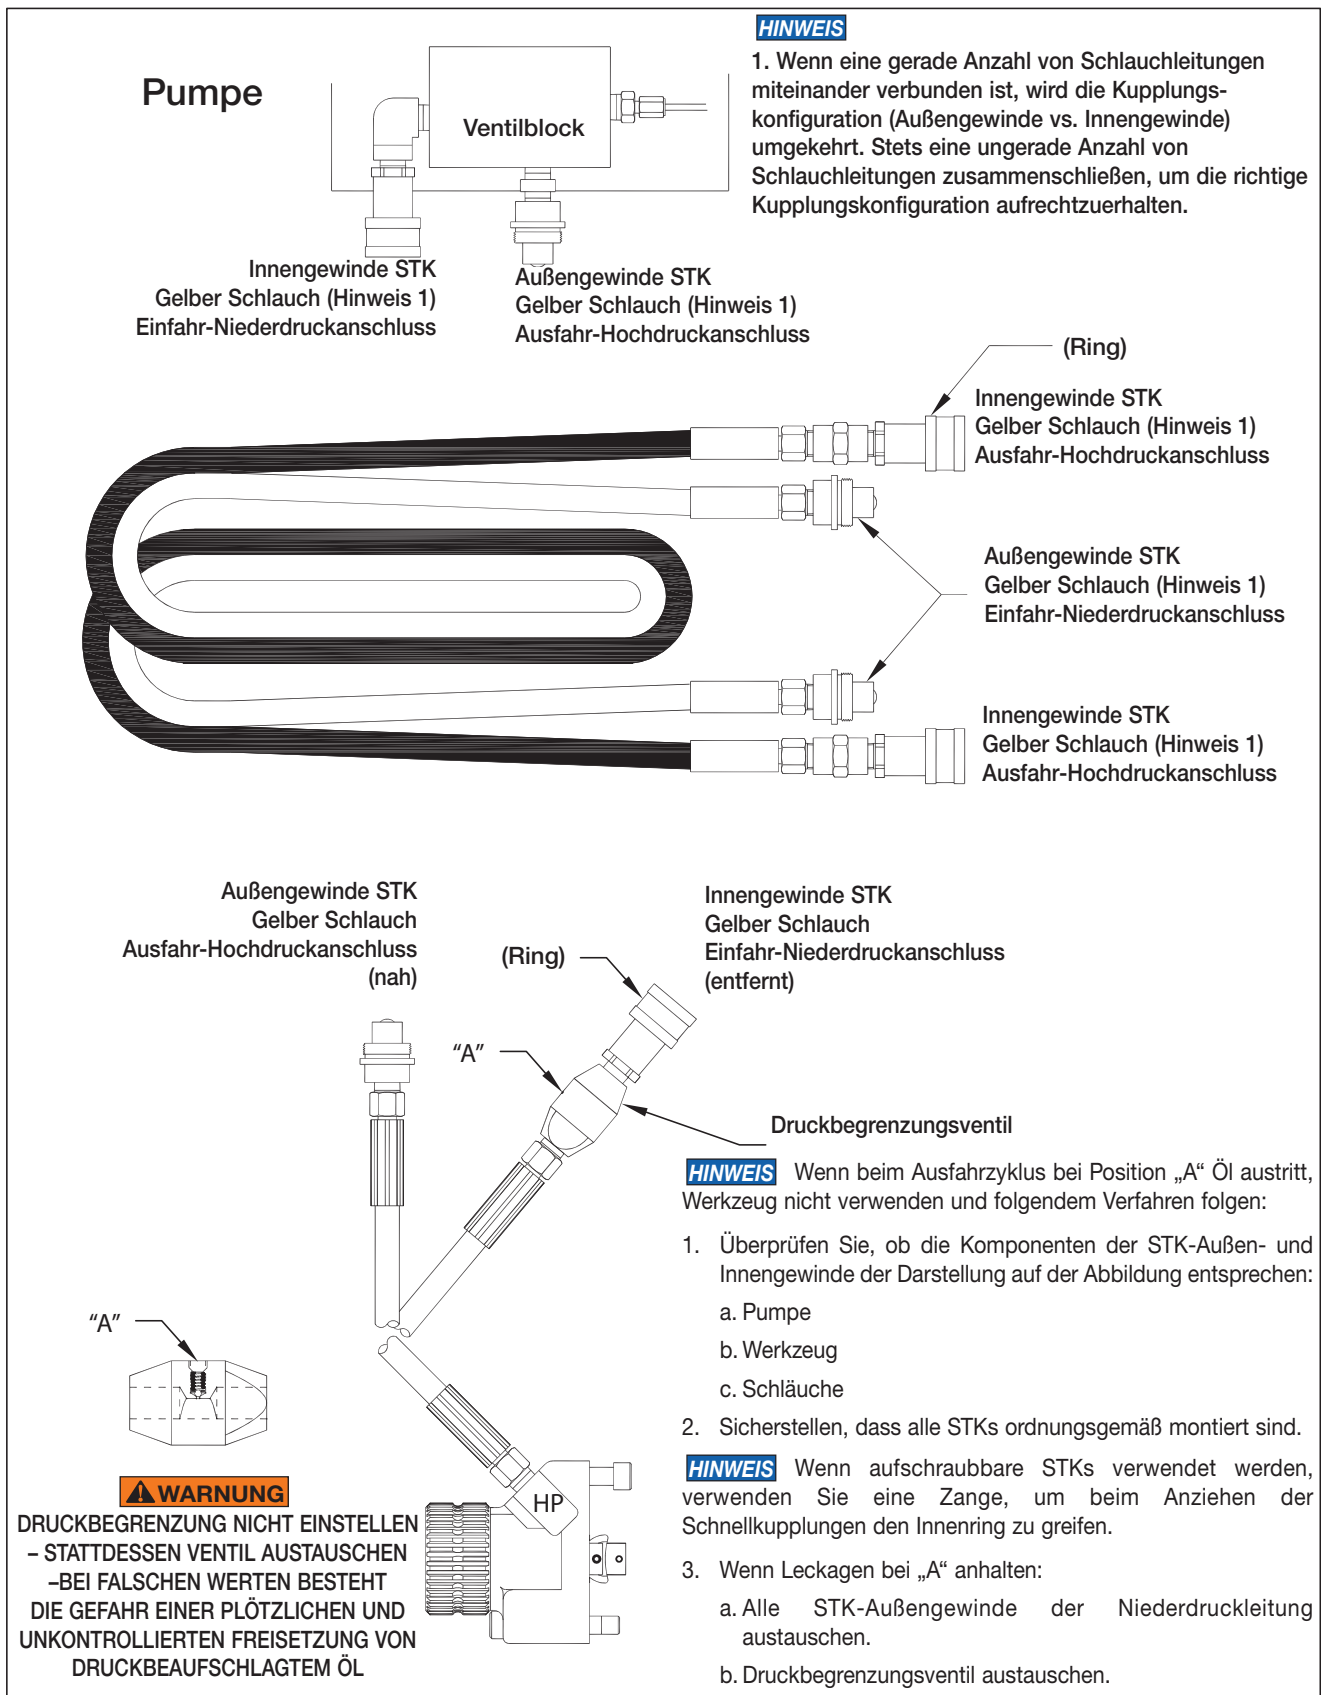 Pumpe
Ventilblock
HINWEIS
1. Wenn eine gerade Anzahl von Schlauchleitungen
miteinander verbunden ist, wird die Kupplungs-
konfiguration (Außengewinde vs. Innengewinde)
umgekehrt. Stets eine ungerade Anzahl von
Schlauchleitungen zusammenschließen, um die richtige
Kupplungskonfiguration aufrechtzuerhalten.
Innengewinde STK
Gelber Schlauch (Hinweis 1)
Einfahr-Niederdruckanschluss
Außengewinde STK
Gelber Schlauch (Hinweis 1)
Ausfahr-Hochdruckanschluss
(Ring)
Innengewinde STK
Gelber Schlauch (Hinweis 1)
Ausfahr-Hochdruckanschluss
Außengewinde STK
Gelber Schlauch (Hinweis 1)
Einfahr-Niederdruckanschluss
Innengewinde STK
Gelber Schlauch (Hinweis 1)
Ausfahr-Hochdruckanschluss
Außengewinde STK
Gelber Schlauch
Ausfahr-Hochdruckanschluss
(nah)
Innengewinde STK
Gelber Schlauch
Einfahr-Niederdruckanschluss
(entfernt)
(Ring)
“A”
Druckbegrenzungsventil
HINWEIS Wenn beim Ausfahrzyklus bei Position „A“ Öl austritt,
Werkzeug nicht verwenden und folgendem Verfahren folgen:
1. Überprüfen Sie, ob die Komponenten der STK-Außen- und
Innengewinde der Darstellung auf der Abbildung entsprechen:
a. Pumpe
b. Werkzeug
c. Schläuche
2. Sicherstellen, dass alle STKs ordnungsgemäß montiert sind.
HINWEIS Wenn aufschraubbare STKs verwendet werden,
verwenden Sie eine Zange, um beim Anziehen der
Schnellkupplungen den Innenring zu greifen.
3. Wenn Leckagen bei „A“ anhalten:
a. Alle STK-Außengewinde der Niederdruckleitung
austauschen.
b. Druckbegrenzungsventil austauschen.
“A”
HP
WARNUNG
DRUCKBEGRENZUNG NICHT EINSTELLEN
– STATTDESSEN VENTIL AUSTAUSCHEN
–BEI FALSCHEN WERTEN BESTEHT
DIE GEFAHR EINER PLÖTZLICHEN UND
UNKONTROLLIERTEN FREISETZUNG VON
DRUCKBEAUFSCHLAGTEM ÖL